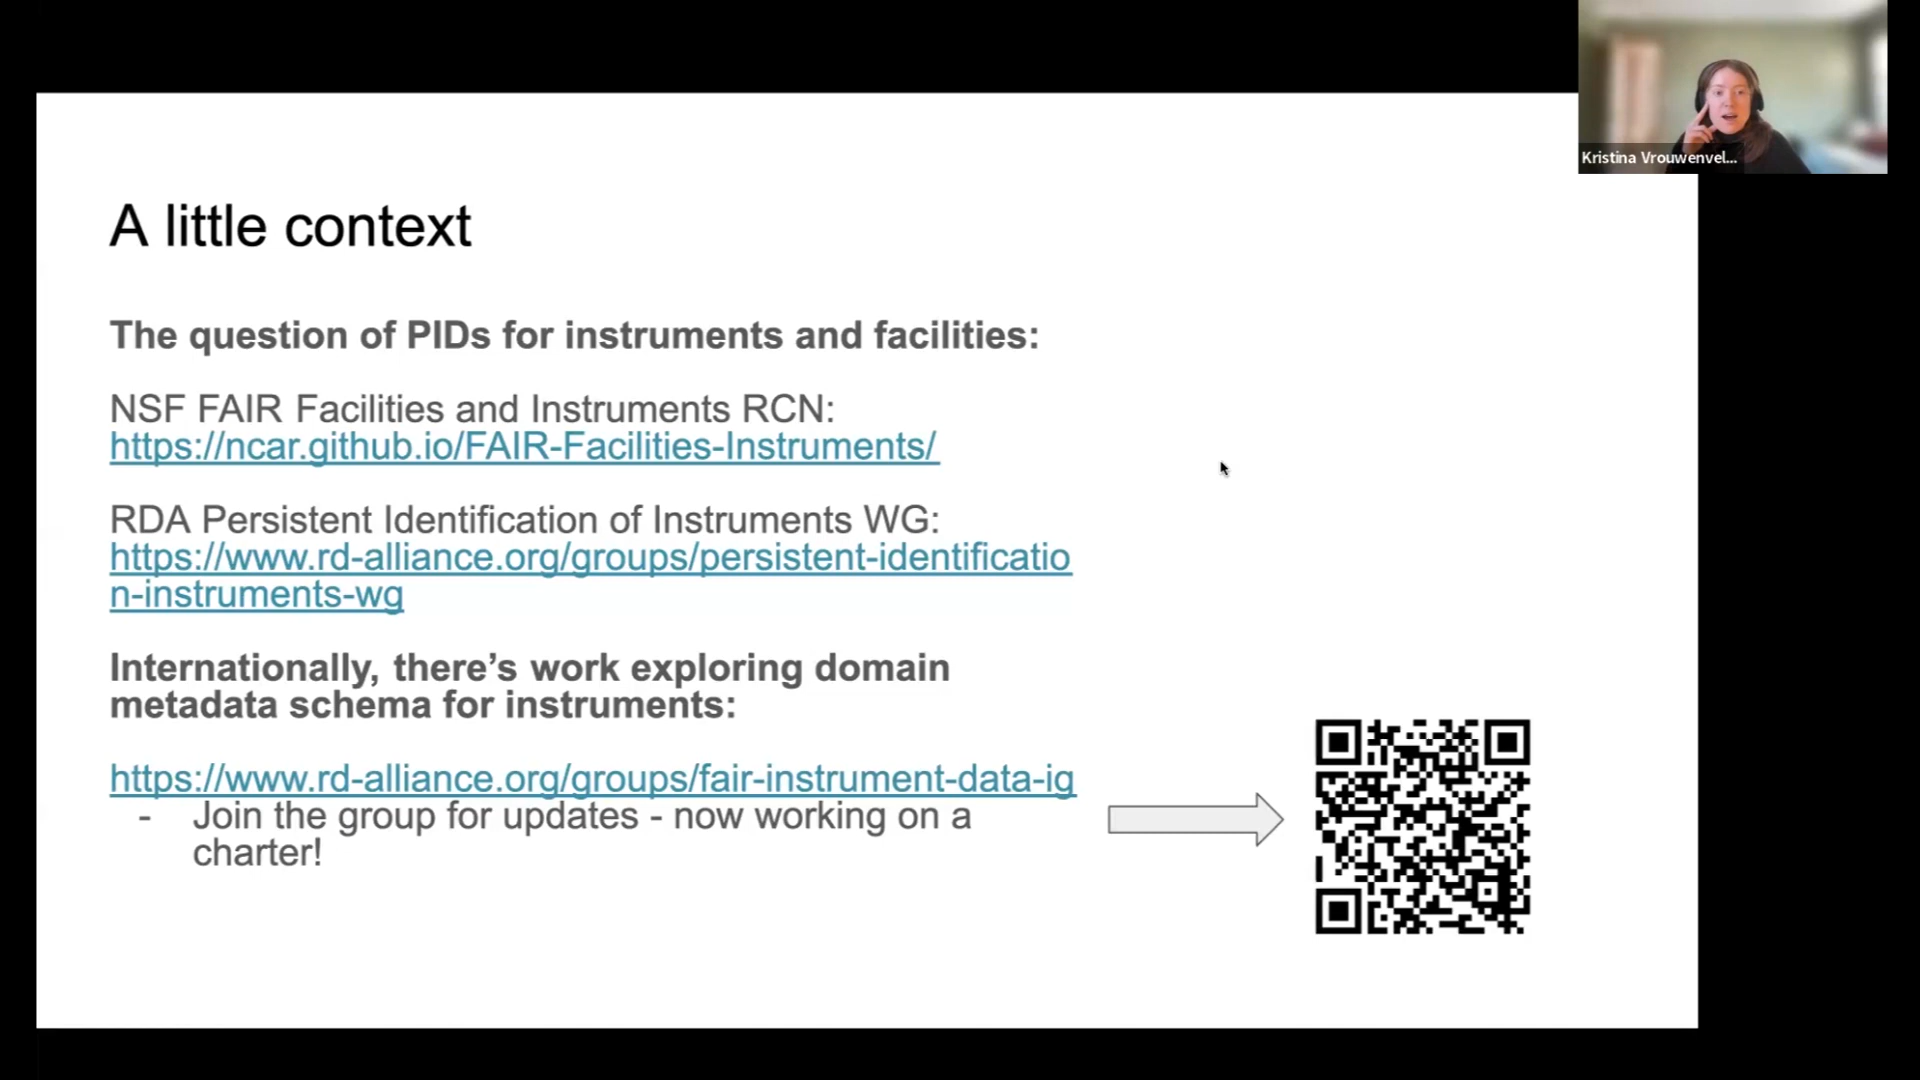 Kristina Vrouwenvel...
A little context
The question of PIDs for instruments and facilities:
NSF FAIR Facilities and Instruments RCN:
https://ncar.github.io/FAIR-Facilities-Instruments/
RDA Persistent Identification of Instruments WG:
https://www.rd-alliance.org/groups/persistent-identificatio
n-instruments-wg
Internationally, there’s work exploring domain
metadata schema for instruments:
https://www.rd-alliance.org/groups/fair-instrument-data-ig
- Join the group for updates - now working on a
charter!